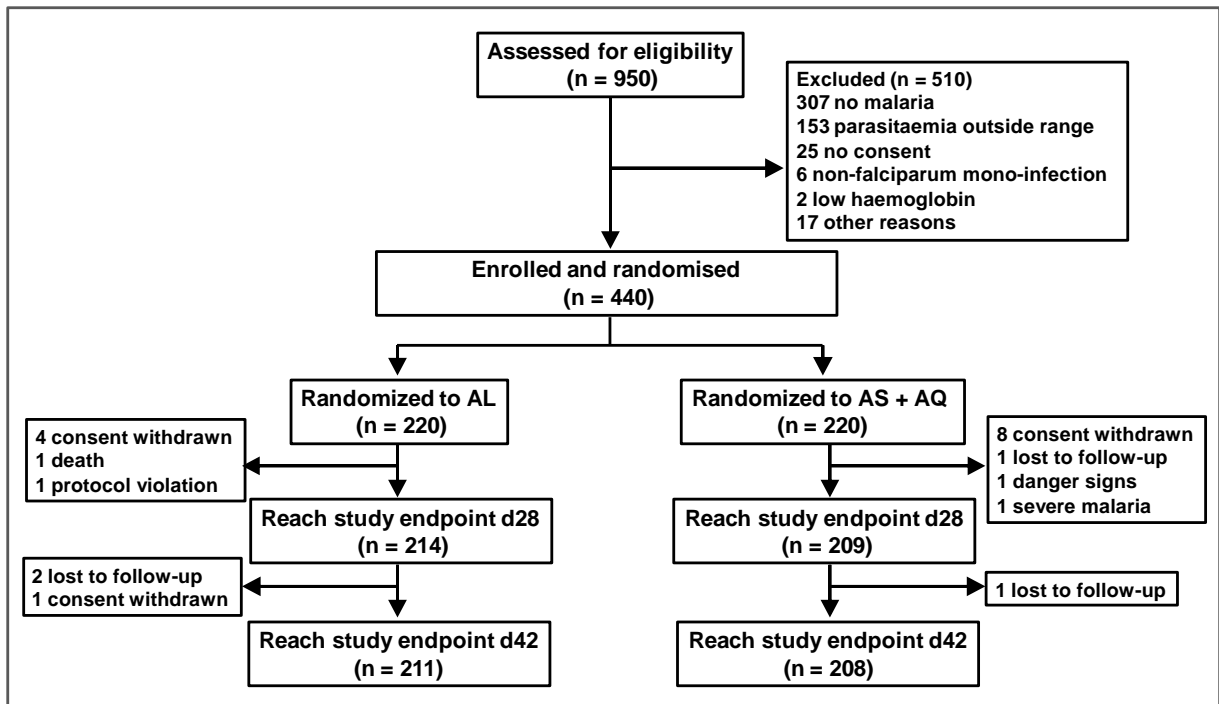 Assessed for eligibility
(n = 950)
Excluded (n = 510)
307 no malaria
153 parasitaemia outside range
25 no consent
6 non-falciparum mono-infection
2 low haemoglobin
17 other reasons
Enrolled and randomised
(n = 440)
Randomized to AL
(n = 220)
Randomized to AS + AQ
(n = 220)
4 consent withdrawn
1 death
1 protocol violation
8 consent withdrawn
1 lost to follow-up
1 danger signs
1 severe malaria
Reach study endpoint d28
(n = 214)
Reach study endpoint d28
(n = 209)
2 lost to follow-up
1 consent withdrawn
1 lost to follow-up
Reach study endpoint d42
(n = 211)
Reach study endpoint d42
(n = 208)